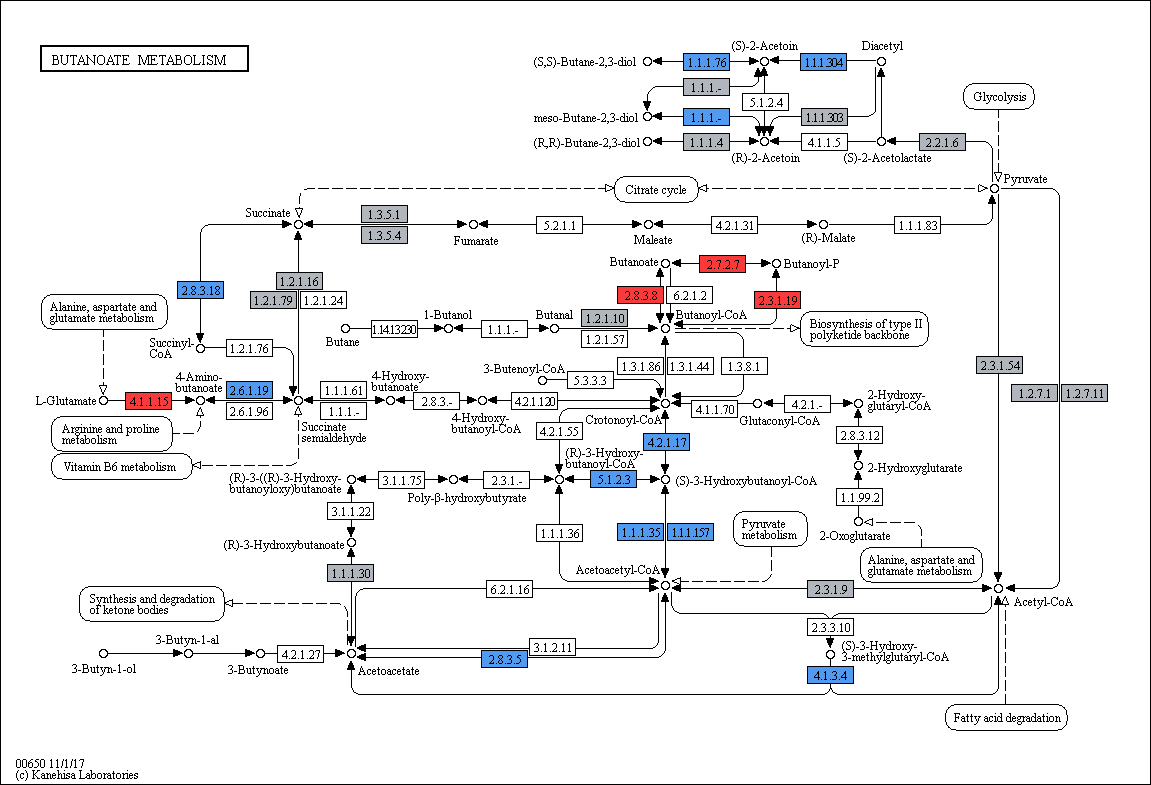 BUTANOATE METABOLISM
(S)-2-Acetoin
Diacetyl
(S,S)-Butane-2,3-diol
1.1.1.76
1.1.1.304
1.1.1.-
5.1.2.4
Glycolysis
meso-Butane-2,3-diol
1.1.1.-
1.1.1.303
(R,R)-Butane-2,3-diol
1.1.1.4
4.1.1.5
2.2.1.6
(R)-2-Acetoin
(S)-2-Acetolactate
Pyruvate
Citrate cycle
Succinate
1.3.5.1
1.3.5.4
Fumarate
5.2.1.1
Maleate
4.2.1.31
(R)-Malate
1.1.1.83
Butanoate
2.7.2.7
Butanoyl-P
2.8.3.18
1.2.1.16
1.2.1.79
1.2.1.24
2.8.3.8
6.2.1.2
2.3.1.19
Alanine, aspartate and
glutamate metabolism
1-Butanol
Butanal
1.2.1.10
Butanoyl-CoA
Butane
1.14.13230
1.1.1.-
1.2.1.57
Biosynthesis of type II
polyketide backbone
Succinyl-
CoA
1.2.1.76
3-Butenoyl-CoA
1.3.1.86
1.3.1.44
1.3.8.1
2.3.1.54
4-Amino-
butanoate
4-Hydroxy-
butanoate
5.3.3.3
L-Glutamate
4.1.1.15
2.6.1.19
2.6.1.96
1.1.1.61
1.1.1.-
2.8.3.-
4.2.1.120
4.1.1.70
4.2.1.-
2-Hydroxy-
glutaryl-CoA
1.2.7.1
1.2.7.11
Arginine and proline
metabolism
Succinate
semialdehyde
4-Hydroxy-
butanoyl-CoA
Crotonoyl-CoA
Glutaconyl-CoA
4.2.1.55
4.2.1.17
2.8.3.12
Vitamin B6 metabolism
(R)-3-Hydroxy-
butanoyl-CoA
2-Hydroxyglutarate
(R)-3-((R)-3-Hydroxy-
butanoyloxy)butanoate
3.1.1.75
2.3.1.-
5.1.2.3
(S)-3-Hydroxybutanoyl-CoA
Poly-β-hydroxybutyrate
1.1.99.2
3.1.1.22
1.1.1.36
1.1.1.35
1.1.1.157
Pyruvate
metabolism
2-Oxoglutarate
(R)-3-Hydroxybutanoate
Alanine, aspartate and
glutamate metabolism
1.1.1.30
Acetoacetyl-CoA
Synthesis and degradation
of ketone bodies
6.2.1.16
2.3.1.9
Acetyl-CoA
2.3.3.10
3-Butyn-1-al
3-Butyn-1-ol
3-Butynoate
4.2.1.27
Acetoacetate
2.8.3.5
3.1.2.11
(S)-3-Hydroxy-
3-methylglutaryl-CoA
4.1.3.4
Fatty acid degradation
00650 11/1/17
(c) Kanehisa Laboratories